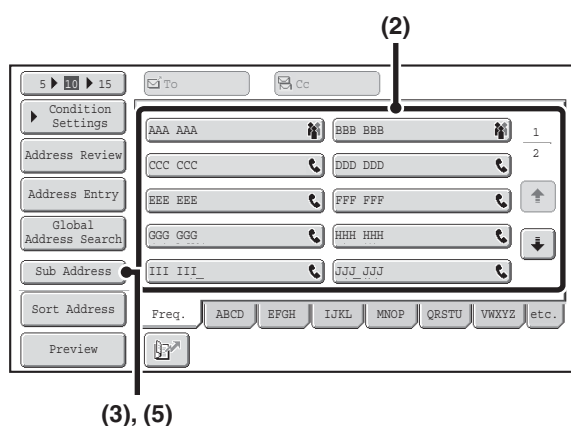 (2)
5 10 15
To
Cc
Condition
Settings
Address Review
Address Entry
Global
Address Search
Sub Address
Sort Address
Preview
AAA AAA
BBB BBB
CCC CCC
DDD DDD
EEE EEE
FFF FFF
GGG GGG
HHH HHH
III III_
JJJ_JJJ
1
2
Freq. ABCD EFGH IJKL MNOP QRSTU VWXYZ etc.
(3), (5)